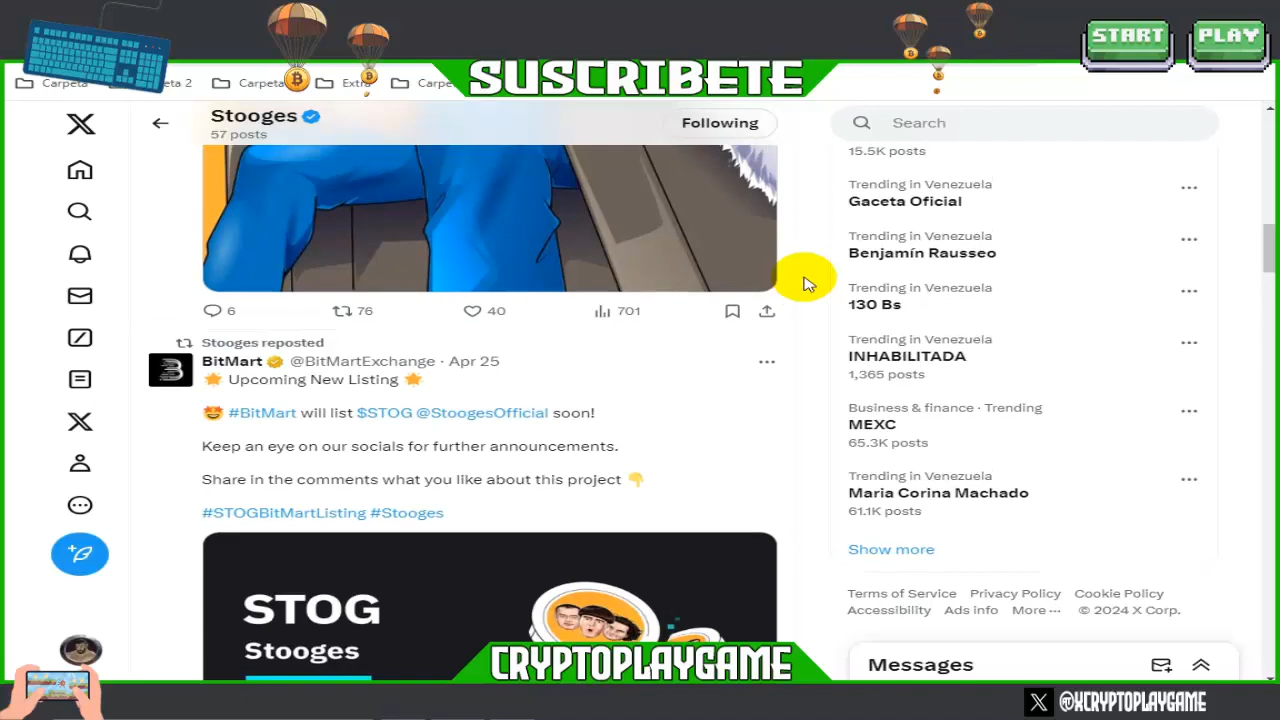 START
PLAY
SUSCRIBETE
Carpeta
2
Carpeta
Extra
Carpe
Stooges
57 posts
Following
Search
15.5K posts
Trending in Venezuela
Gaceta Oficial
Trending in Venezuela
Benjamín Rausseo
Trending in Venezuela
130 Bs
Trending in Venezuela
INHABILITADA
1,365 posts
Business & finance · Trending
MEXC
65.3K posts
Trending in Venezuela
Maria Corina Machado
61.1K posts
Show more
Terms of Service Privacy Policy Cookie Policy
Accessibility Ads info More ··· © 2024 X Corp.
Messages
6 76 40 701
Stooges reposted
BitMart @BitMartExchange · Apr 25
🌟 Upcoming New Listing 🌟
🤩 #BitMart will list $STOG @StoogesOfficial soon!
Keep an eye on our socials for further announcements.
Share in the comments what you like about this project 👇
#STOGBitMartListing #Stooges
STOG
Stooges
CRYPTOPLAYGAME
@XCRYPTOPLAYGAME